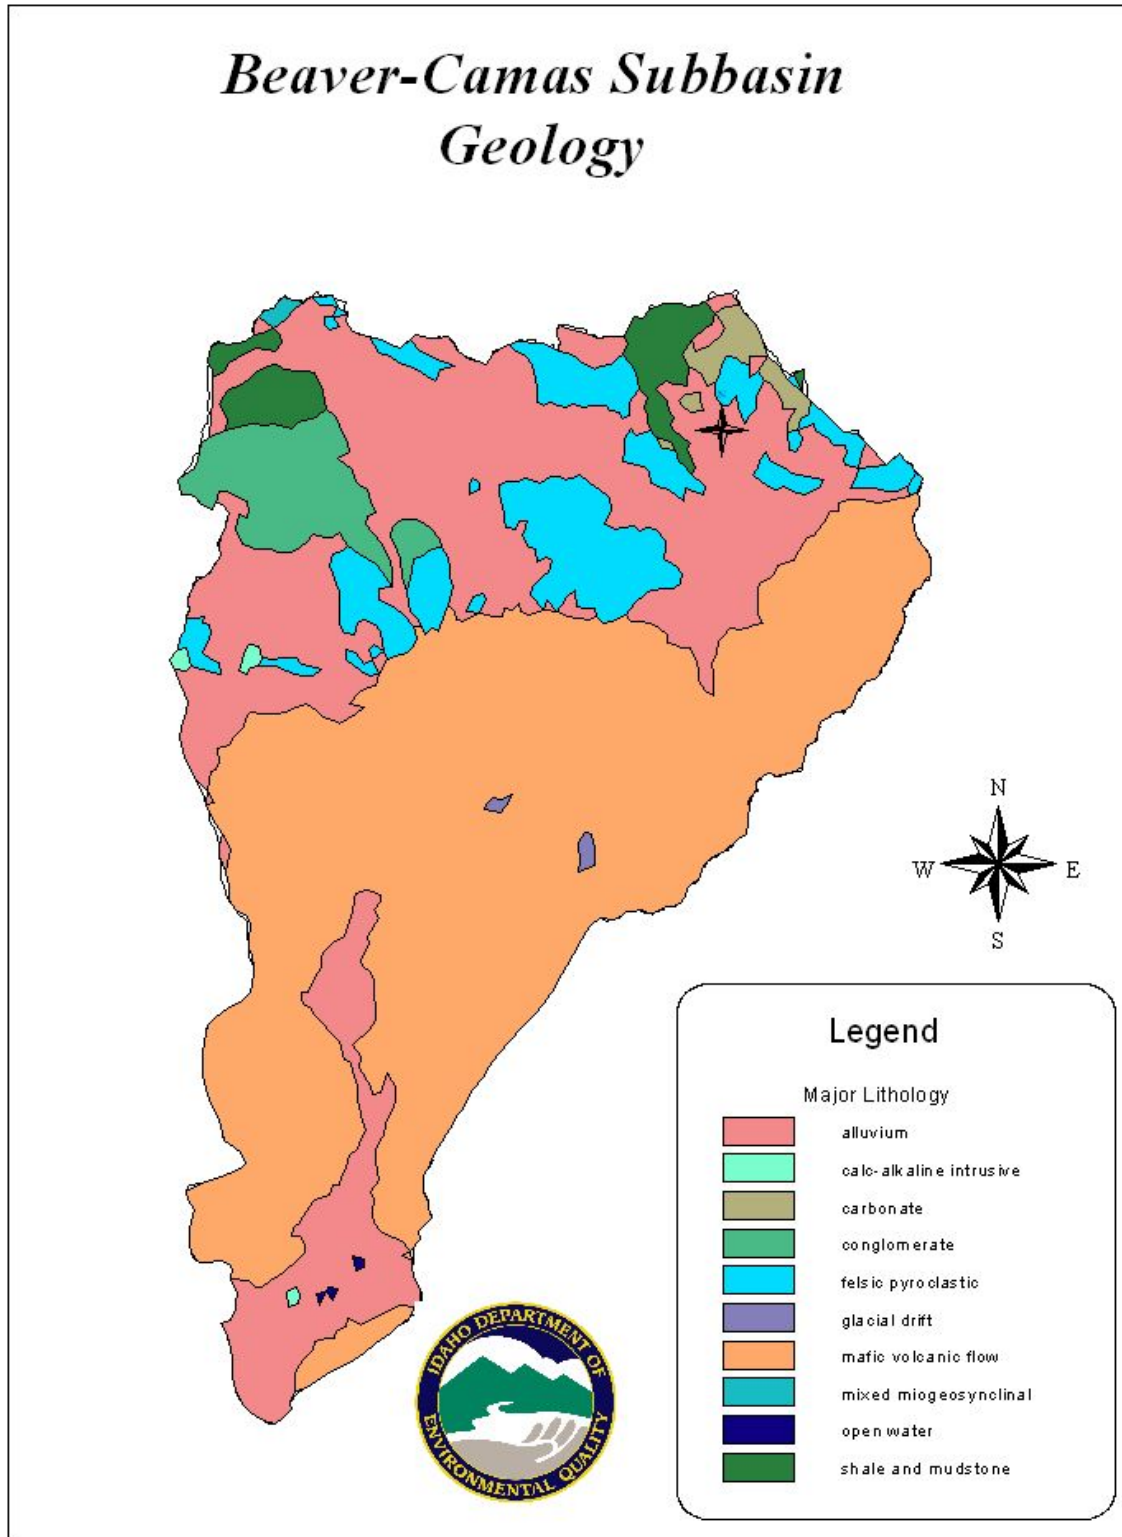 Beaver-Camas Subbasin
Geology
N
W
E
S
Legend
Major Lithology
alluvium
calc-alkaline intrusive
carbonate
conglomerate
felsic pyroclastic
glacial drift
mafic volcanic flow
mixed miogeosynclinal
open water
shale and mudstone
IDAHO DEPARTMENT OF
ENVIRONMENTAL QUALITY